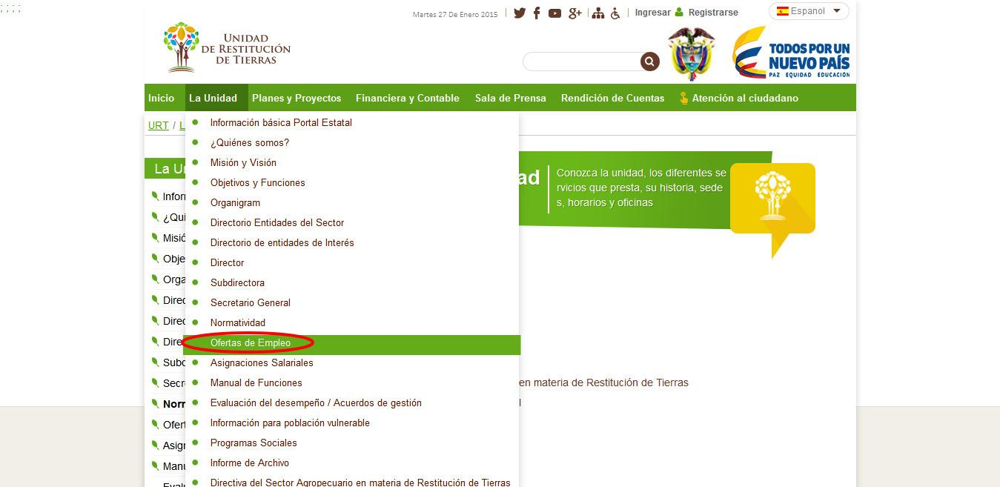 ; ; ; ;
Martes 27 De Enero 2015
Ingresar Registrarse
Espanol
UNIDAD
DE RESTITUCIÓN
DE TIERRAS
TODOS POR UN
NUEVO PAÍS
PAZ EQUIDAD EDUCACIÓN
Inicio La Unidad Planes y Proyectos Financiera y Contable Sala de Prensa Rendición de Cuentas Atención al ciudadano
URT / L
Información básica Portal Estatal
¿Quiénes somos?
Misión y Visión
Objetivos y Funciones
Organigram
Directorio Entidades del Sector
Directorio de entidades de Interés
Director
Subdirectora
Secretario General
Normatividad
Ofertas de Empleo
Asignaciones Salariales
Manual de Funciones
Evaluación del desempeño / Acuerdos de gestión
Información para población vulnerable
Programas Sociales
Informe de Archivo
Directiva del Sector Agropecuario en materia de Restitución de Tierras
La U
Infor
¿Qui
Misió
Obje
Orga
Direc
Direc
Dire
Subc
Secr
Norr
Ofert
Asig
Manu
Eval
ad
Conozca la unidad, los diferentes se
rvicios que presta, su historia, sede
s, horarios y oficinas
en materia de Restitución de Tierras
l